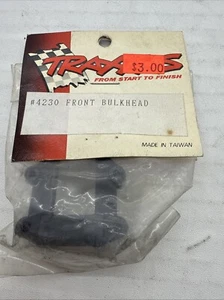 TRAXXAS
$3.00
FROM START TO FINISH
#4230 FRONT BULKHEAD
MADE IN TAIWAN